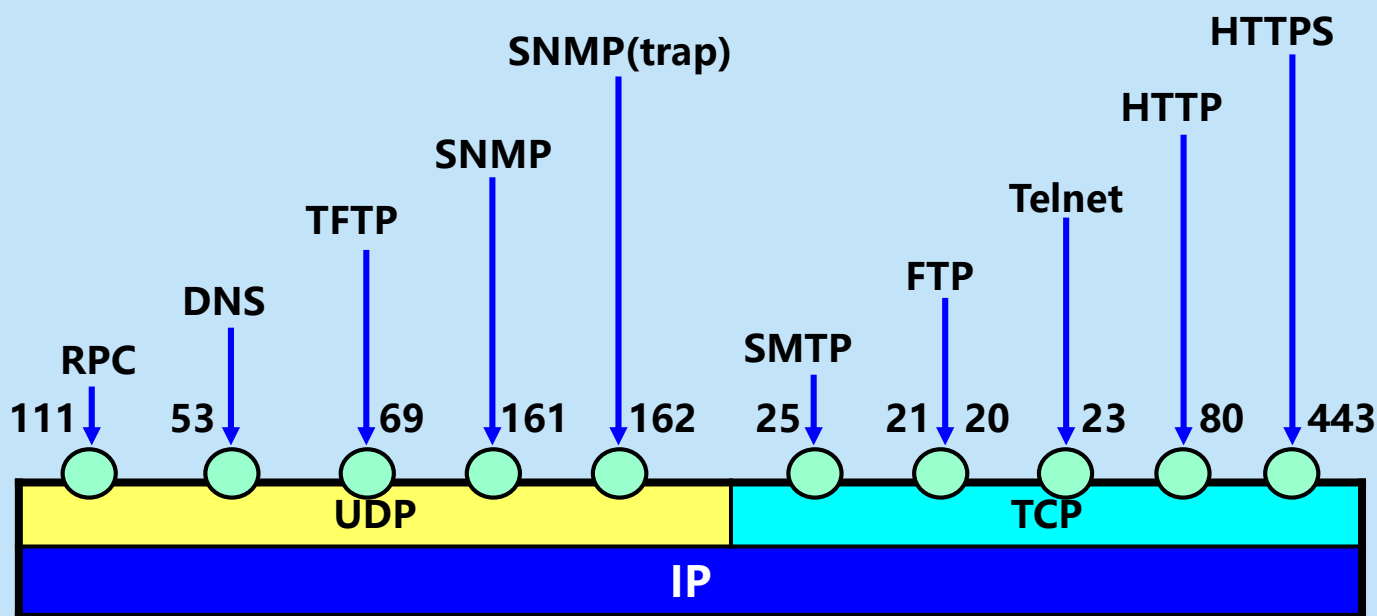 HTTPS
SNMP(trap)
HTTP
SNMP
Telnet
TFTP
FTP
DNS
SMTP
RPC
111 53 69 161 162 25 21 20 23 80 443
UDP TCP
IP